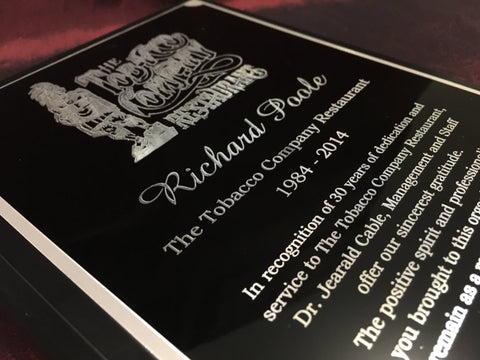 THE
TOBACCO
COMPANY
RESTAURANT
Richard Poole
The Tobacco Company Restaurant
1984 - 2014
In recognition of 30 years of dedication and
service to The Tobacco Company Restaurant,
Dr. Jearald Cable, Management and Staff
offer our sincerest gratitude.
The positive spirit and
you brought to this
remain as a